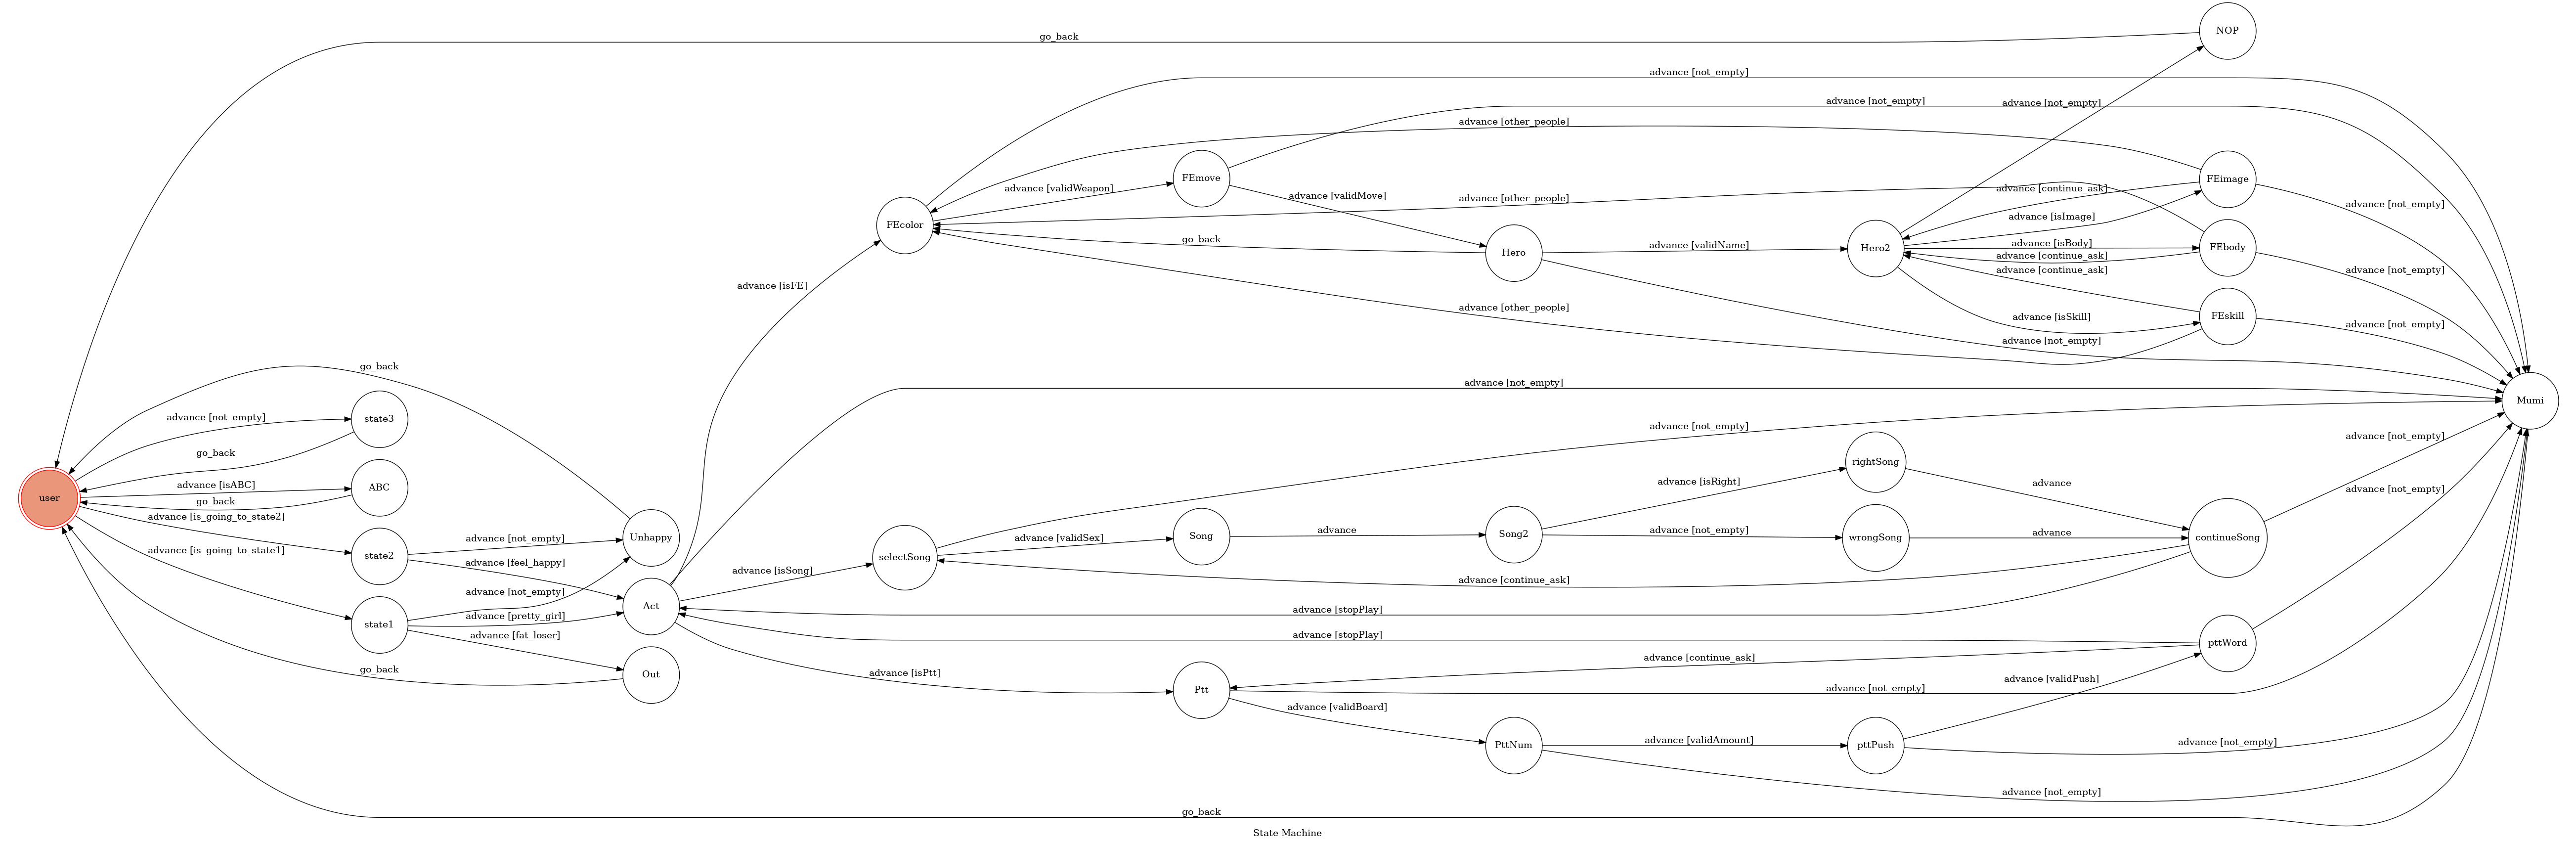 NOP
go_back
advance [not_empty]
advance [not_empty]
advance [not_empty]
advance [other_people]
FEmove
FEimage
advance [validWeapon]
advance [continue_ask]
advance [validMove]
advance [other_people]
advance [not_empty]
advance [isImage]
FEcolor
go_back
advance [validName]
advance [isBody]
Hero
Hero2
FEbody
advance [continue_ask]
advance [continue_ask]
advance [not_empty]
advance [isFE]
advance [other_people]
advance [isSkill]
FEskill
advance [not_empty]
advance [not_empty]
go_back
advance [not_empty]
Mumi
advance [not_empty]
state3
advance [not_empty]
advance [not_empty]
go_back
rightSong
advance [isABC]
ABC
advance [isRight]
advance
advance [not_empty]
user
go_back
advance [is_going_to_state2]
advance [not_empty]
Unhappy
advance [validSex]
Song
advance
Song2
advance [not_empty]
wrongSong
advance
continueSong
advance [is_going_to_state1]
state2
advance [feel_happy]
selectSong
advance [isSong]
advance [continue_ask]
advance [not_empty]
Act
advance [stopPlay]
state1
advance [pretty_girl]
advance [fat_loser]
advance [stopPlay]
pttWord
advance [continue_ask]
go_back
Out
advance [isPtt]
advance [validPush]
Ptt
advance [not_empty]
advance [validBoard]
PttNum
advance [validAmount]
pttPush
advance [not_empty]
advance [not_empty]
go_back
State Machine